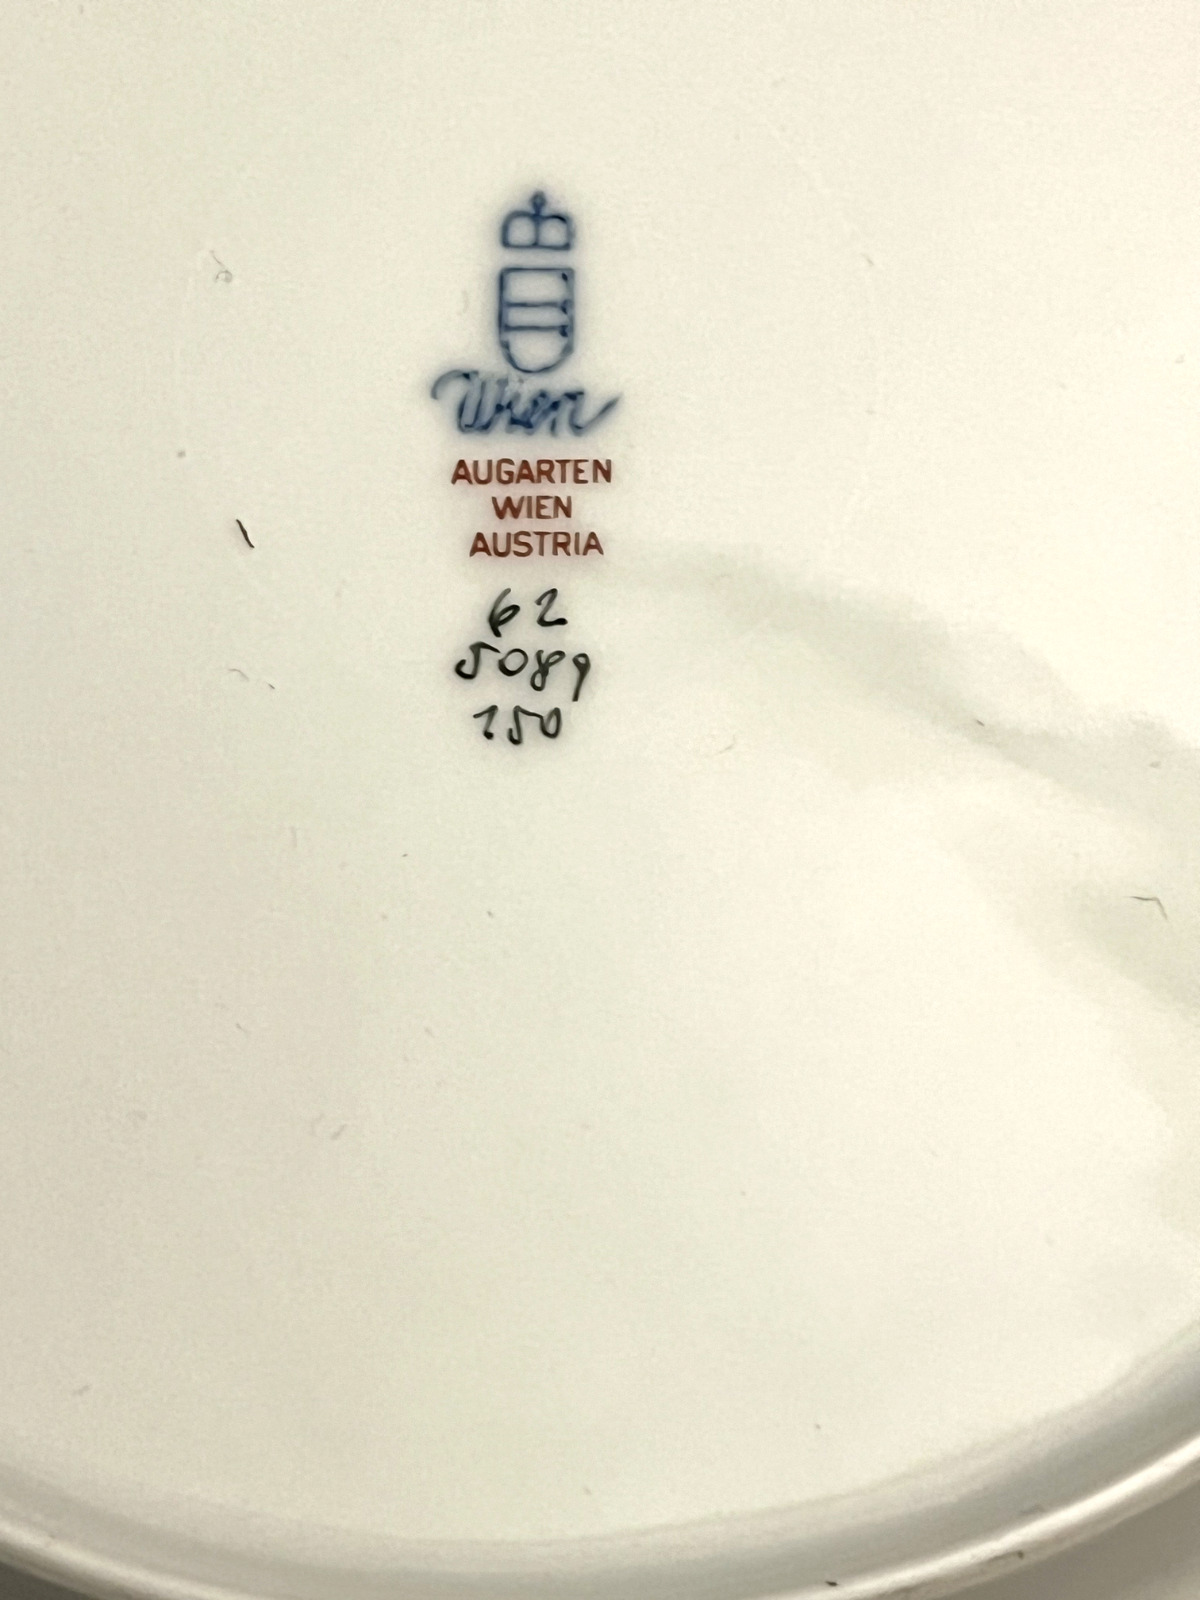 Wien
AUGARTEN
WIEN
AUSTRIA
62
5089
150